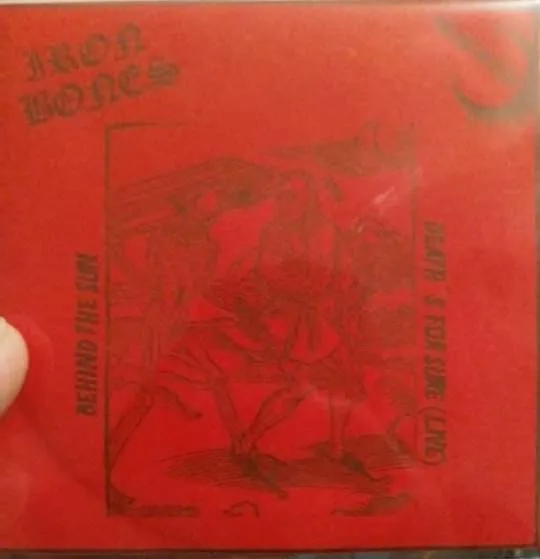 IRON
BONES
BEHIND THE SUN
DEATH'S FOR SURE (LIVE)